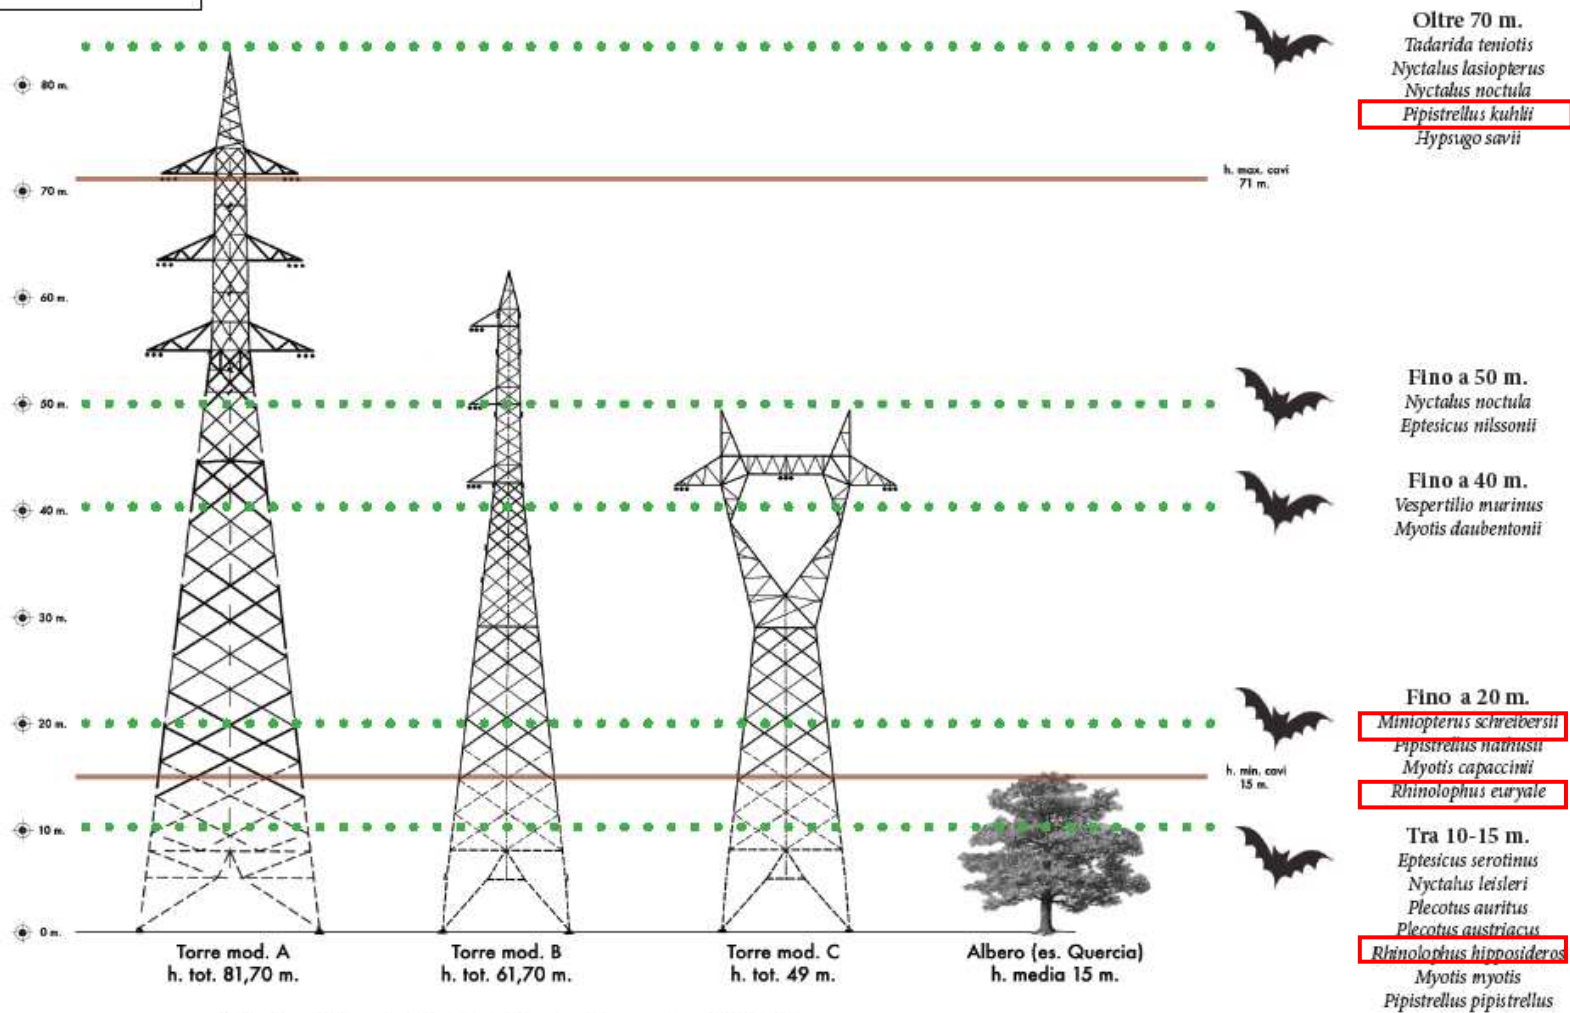 Oltre 70 m.
Tadarida teniotis
Nyctalus lasiopterus
Nyctalus noctula
Pipistrellus kuhlii
Hypsugo savii
80 m.
h. max. cavi
71 m.
70 m.
60 m.
Fino a 50 m.
Nyctalus noctula
Eptesicus nilssonii
50 m.
Fino a 40 m.
Vespertilio murinus
Myotis daubentonii
40 m.
30 m.
Fino a 20 m.
Miniopterus schreibersii
Pipistrellus nathusii
Myotis capaccinii
Rhinolophus euryale
20 m.
h. min. cavi
15 m.
10 m.
Tra 10-15 m.
Eptesicus serotinus
Nyctalus leisleri
Plecotus auritus
Plecotus austriacus
Rhinolophus hipposideros
Myotis myotis
Pipistrellus pipistrellus
0 m.
Torre mod. A
h. tot. 81,70 m.
Torre mod. B
h. tot. 61,70 m.
Torre mod. C
h. tot. 49 m.
Albero (es. Quercia)
h. media 15 m.